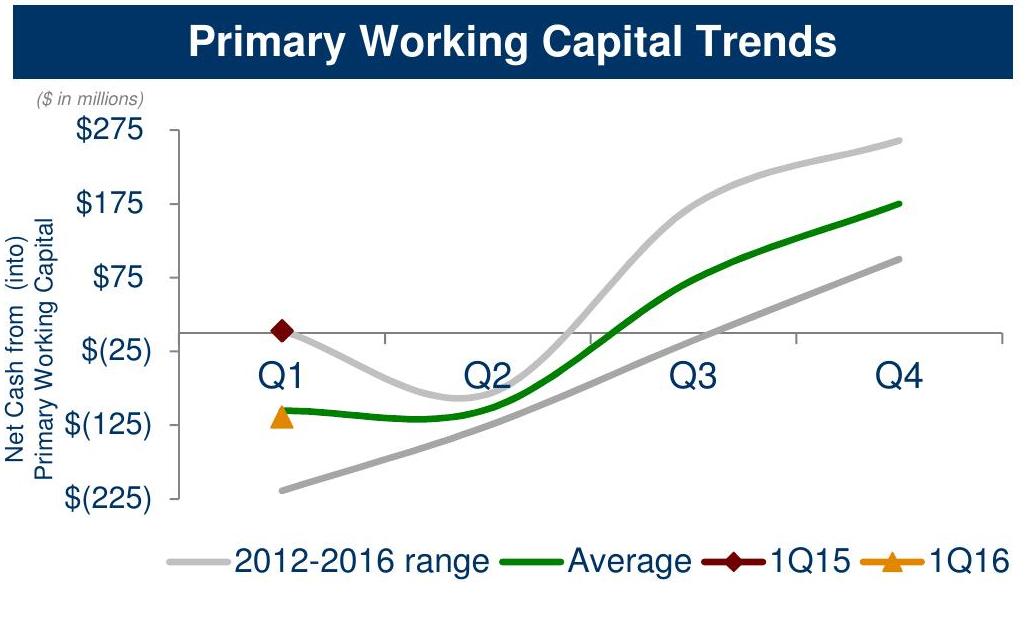 Primary Working Capital Trends
($ in millions)
Net Cash from (into)
Primary Working Capital
$275
$175
$75
$(25)
$(125)
$(225)
Q1 Q2 Q3 Q4
2012-2016 range Average 1Q15 1Q16